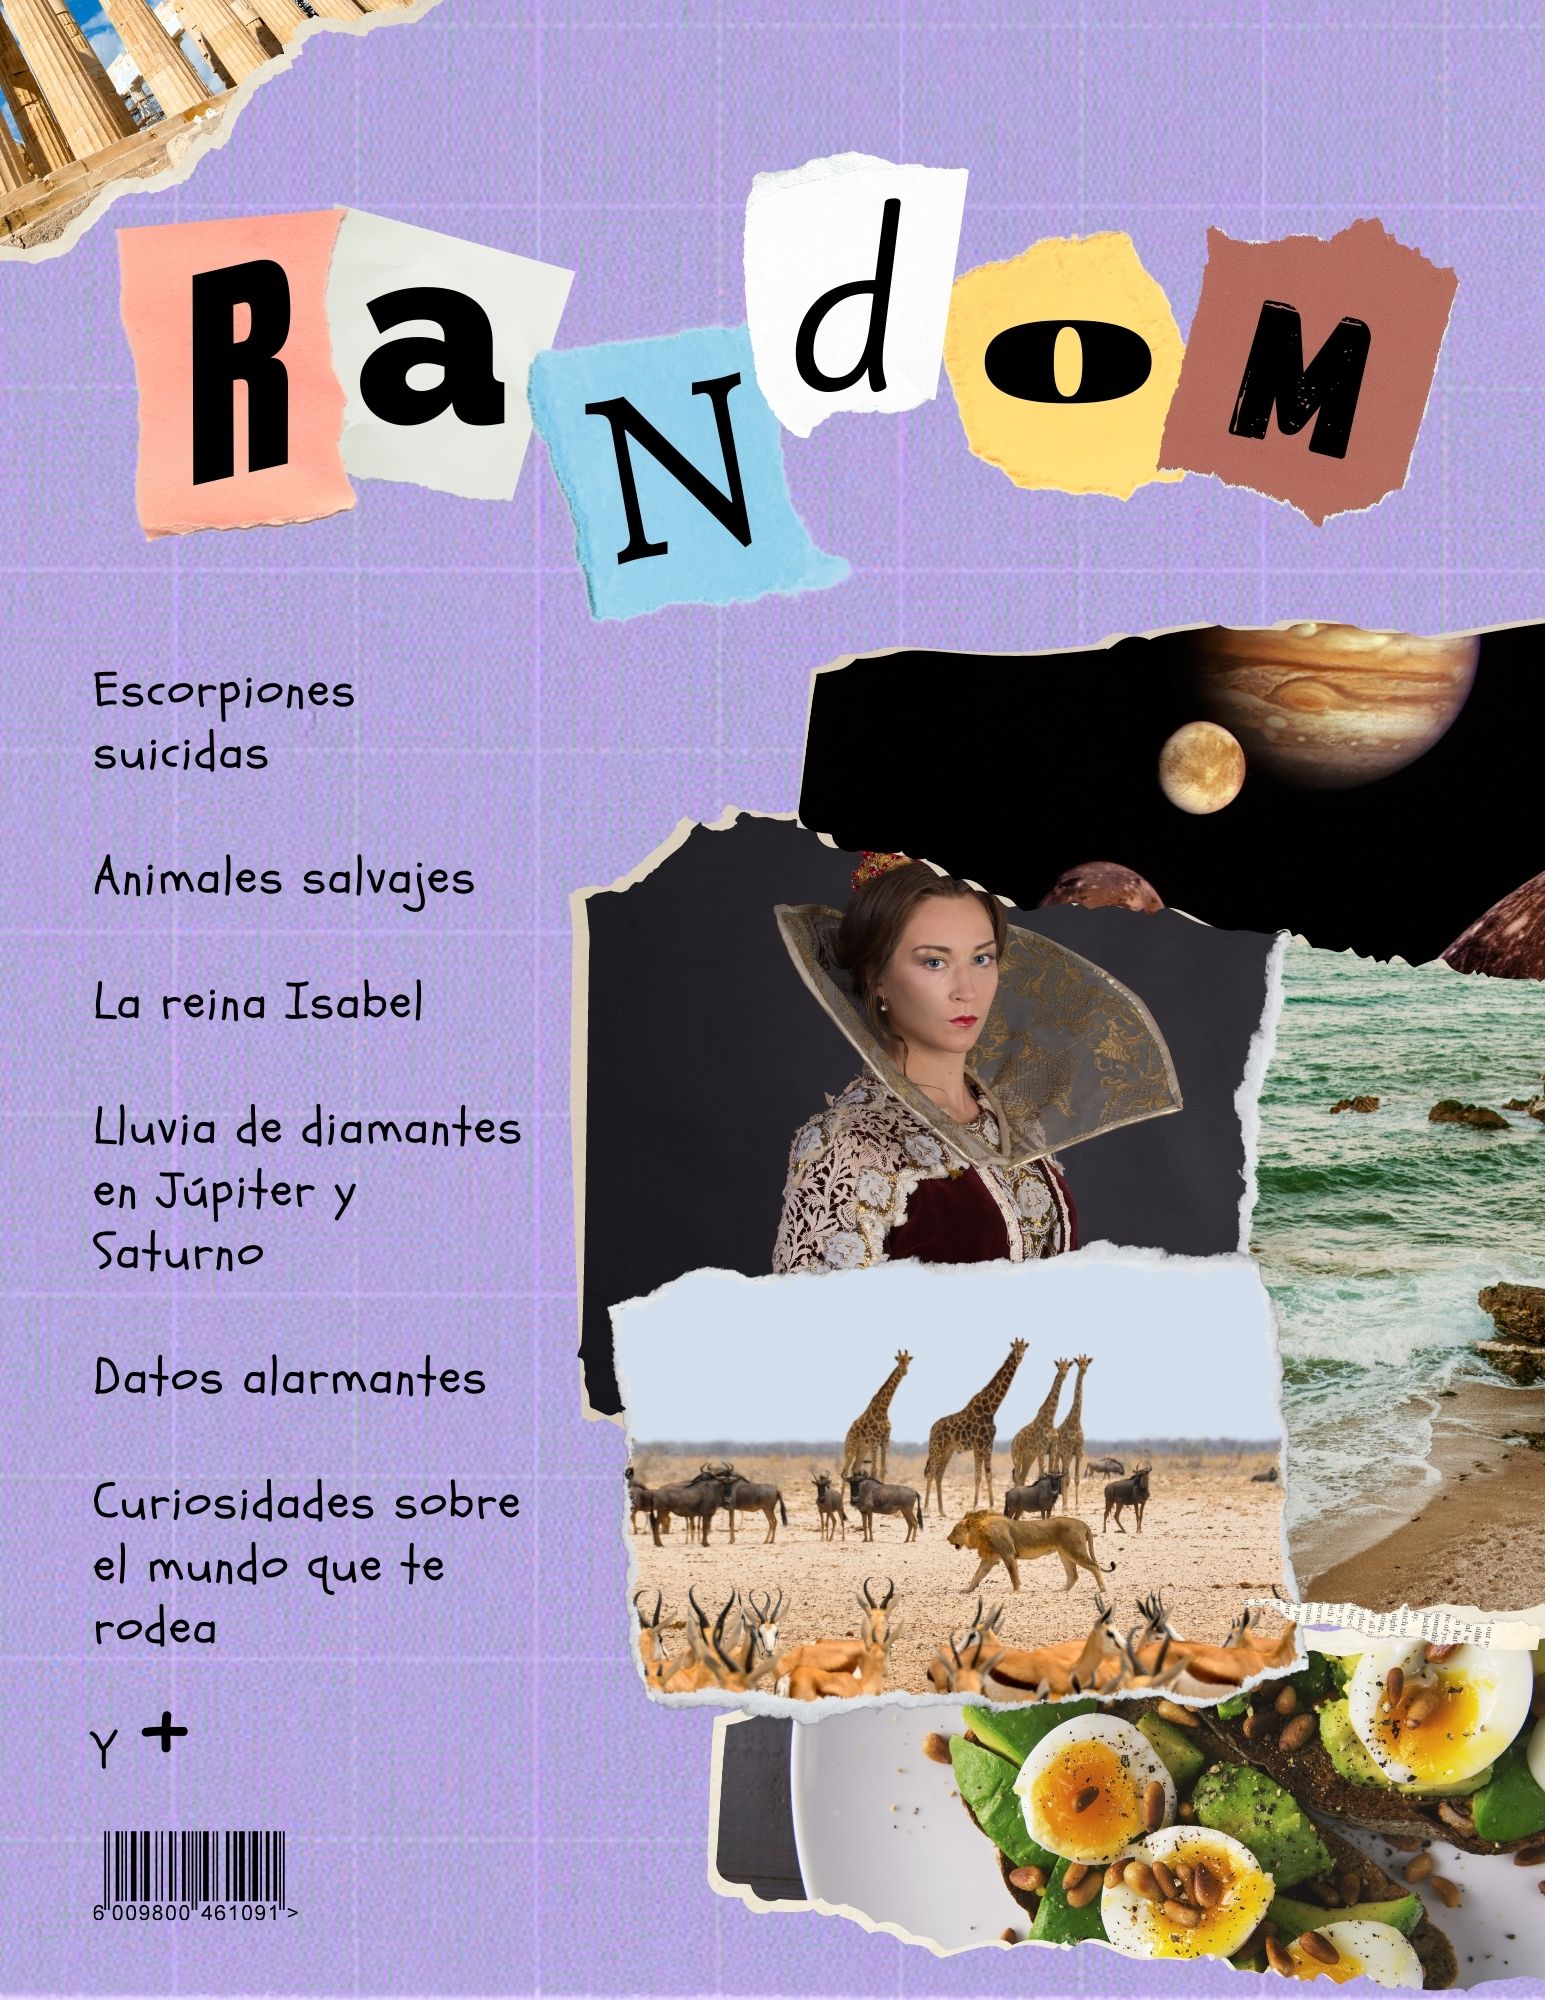 RaNdoM
Escorpiones
suicidas
Animales salvajes
La reina Isabel
Lluvia de diamantes
en Júpiter y
Saturno
Datos alarmantes
Curiosidades sobre
el mundo que te
rodea
Y +
6 009800 461091 >